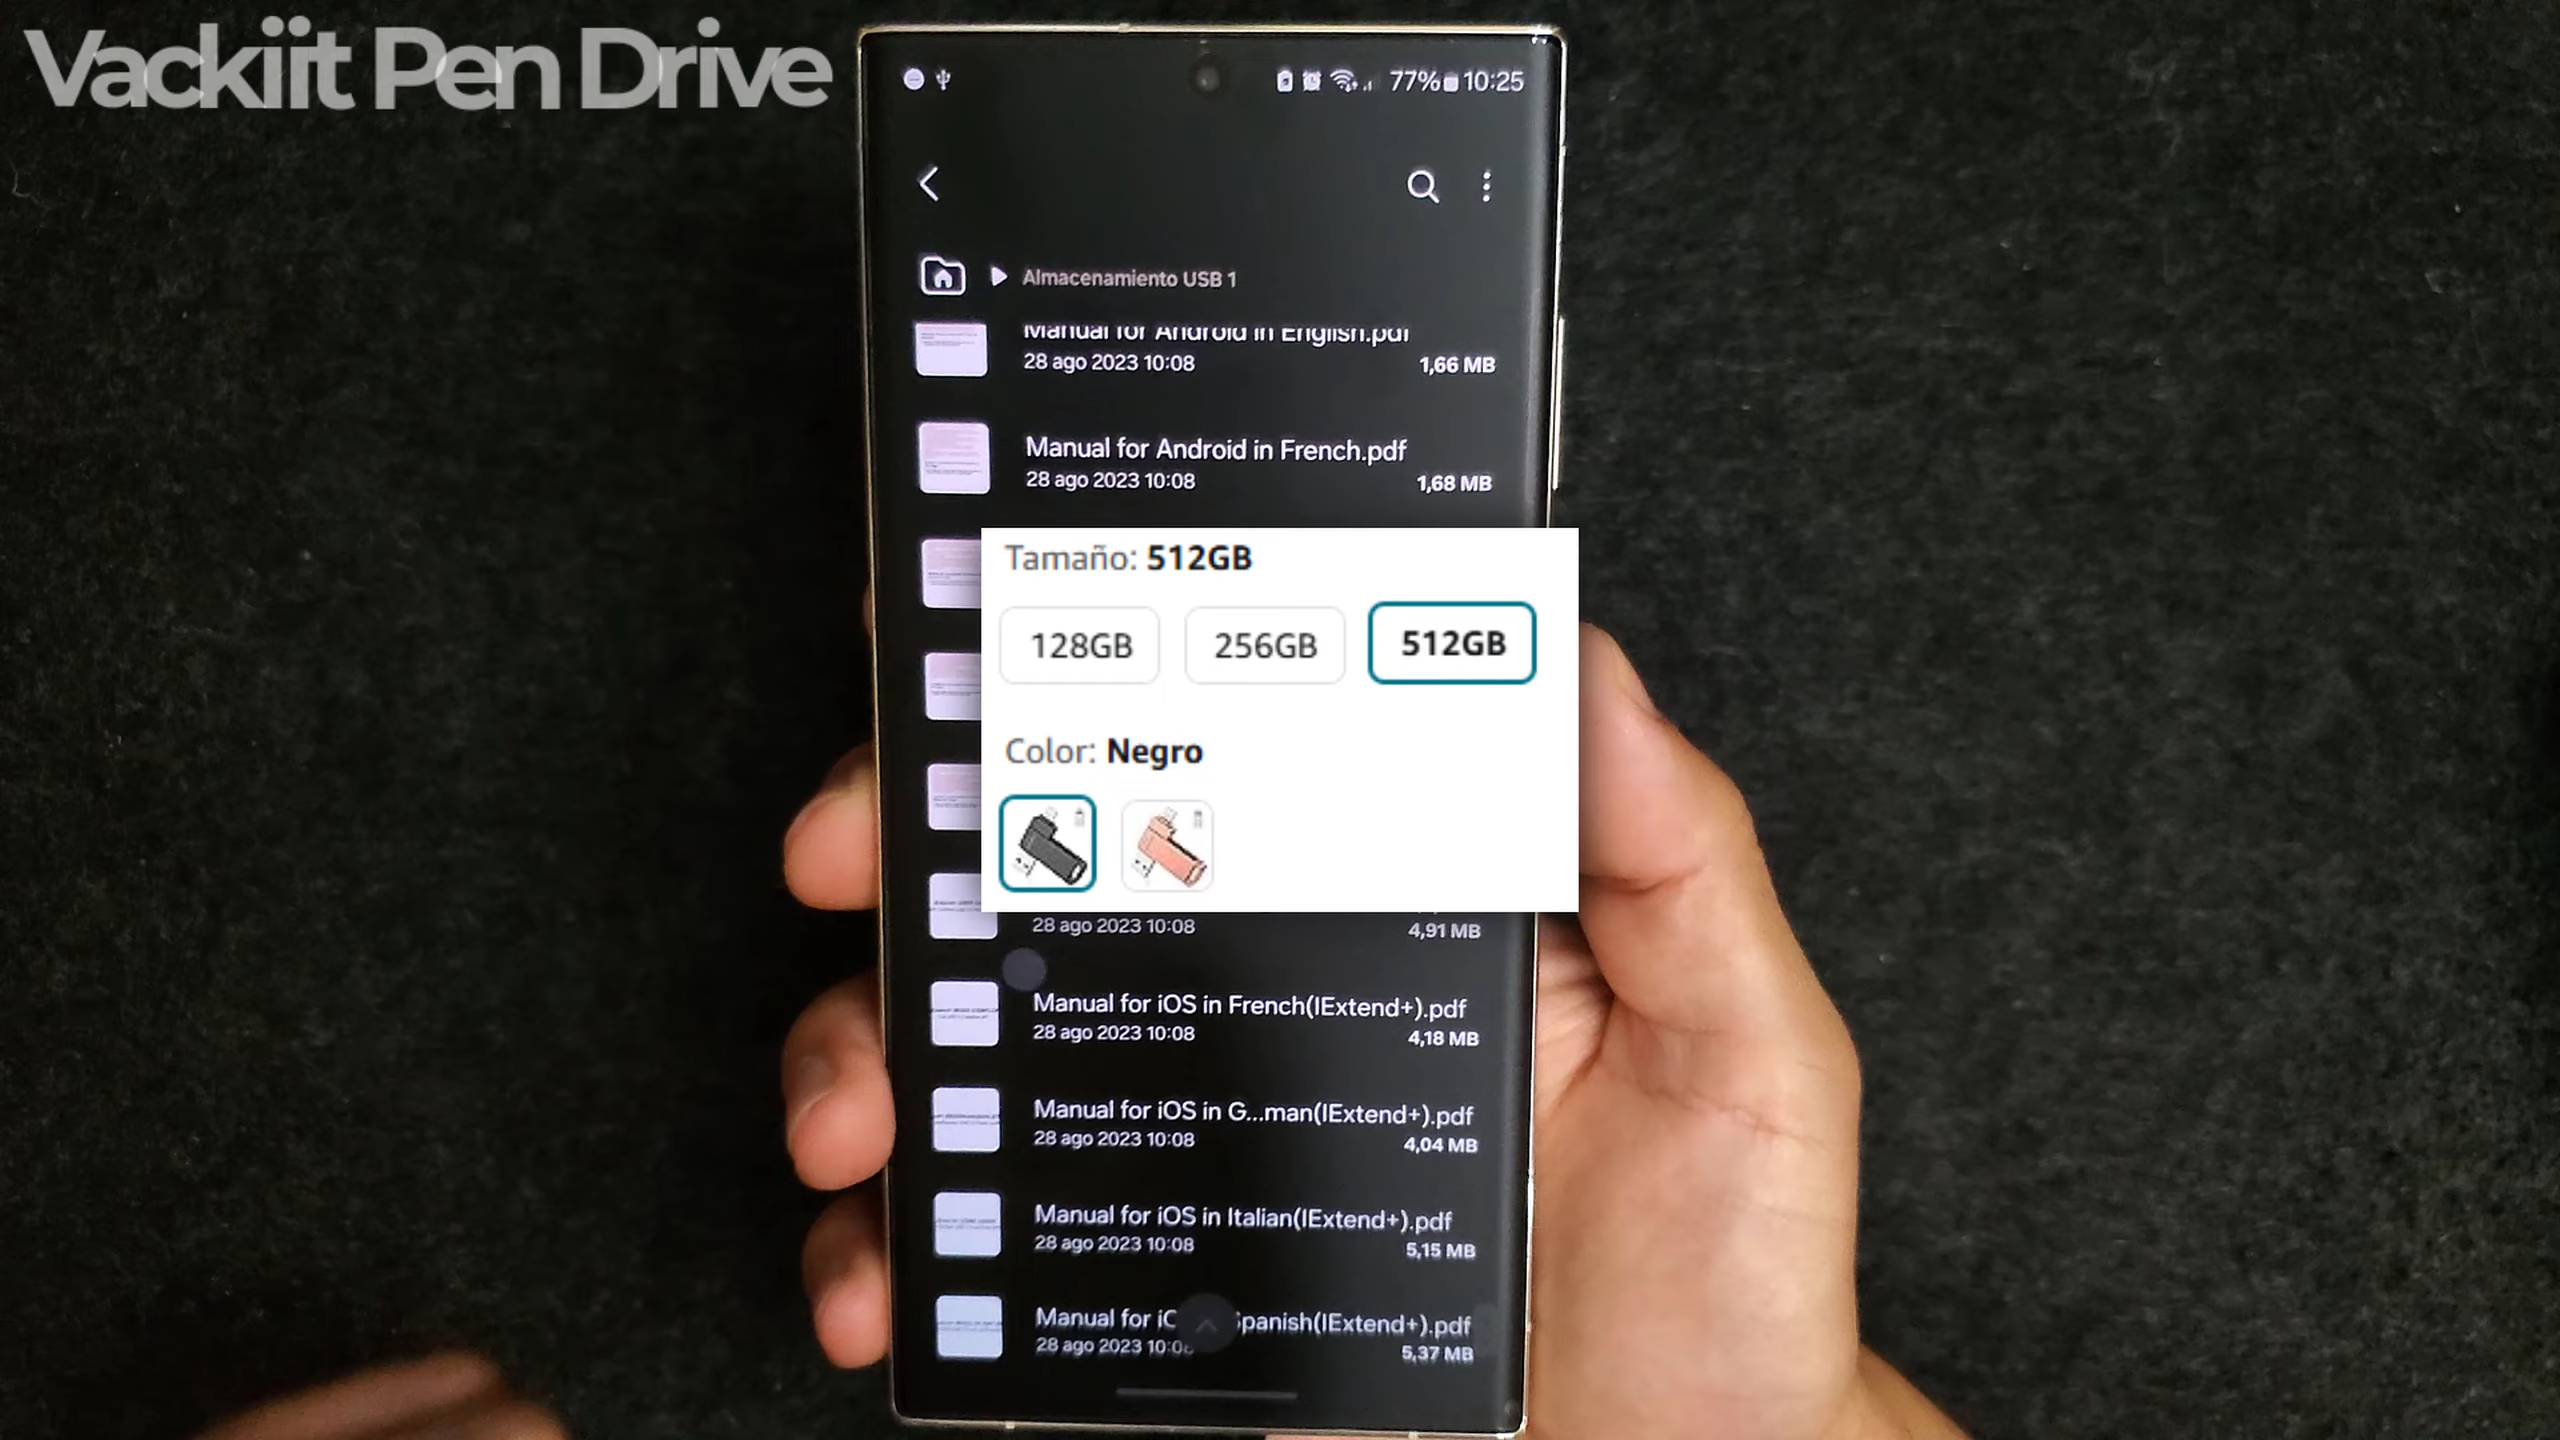 Vackiit Pen Drive
77% 10:25
Almacenamiento USB 1
Manual for Android in English.pdf
28 ago 2023 10:08
1,66 MB
Manual for Android in French.pdf
28 ago 2023 10:08
1,68 MB
Tamaño: 512GB
128GB
256GB
512GB
Color: Negro
28 ago 2023 10:08
4,91 MB
Manual for iOS in French(IExtend+).pdf
28 ago 2023 10:08
4,18 MB
Manual for iOS in G...man(IExtend+).pdf
28 ago 2023 10:08
4,04 MB
Manual for iOS in Italian(IExtend+).pdf
28 ago 2023 10:08
5,15 MB
Manual for panish(IExtend+).pdf
28 ago 2023 10:08
5,37 MB